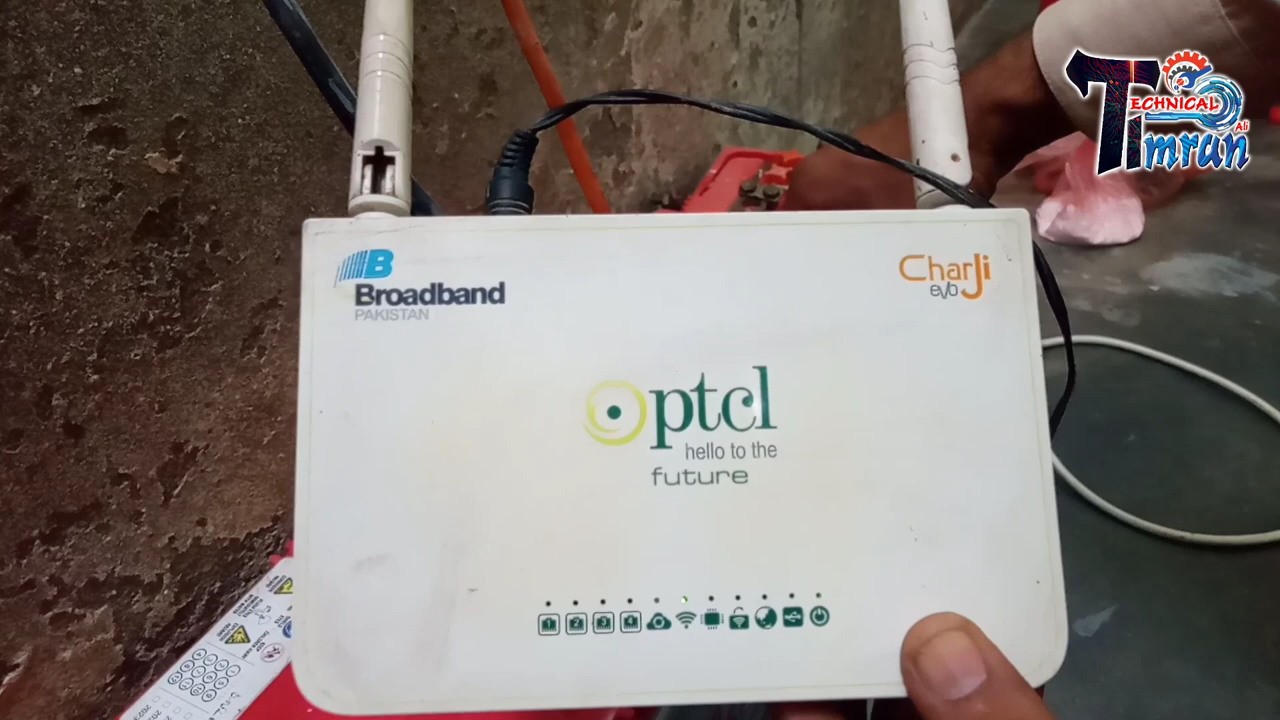 TECHNICAL
Imran
Ali
B
Broadband
PAKISTAN
CharJi
evo
ptcl
hello to the
future
1 2 3 4